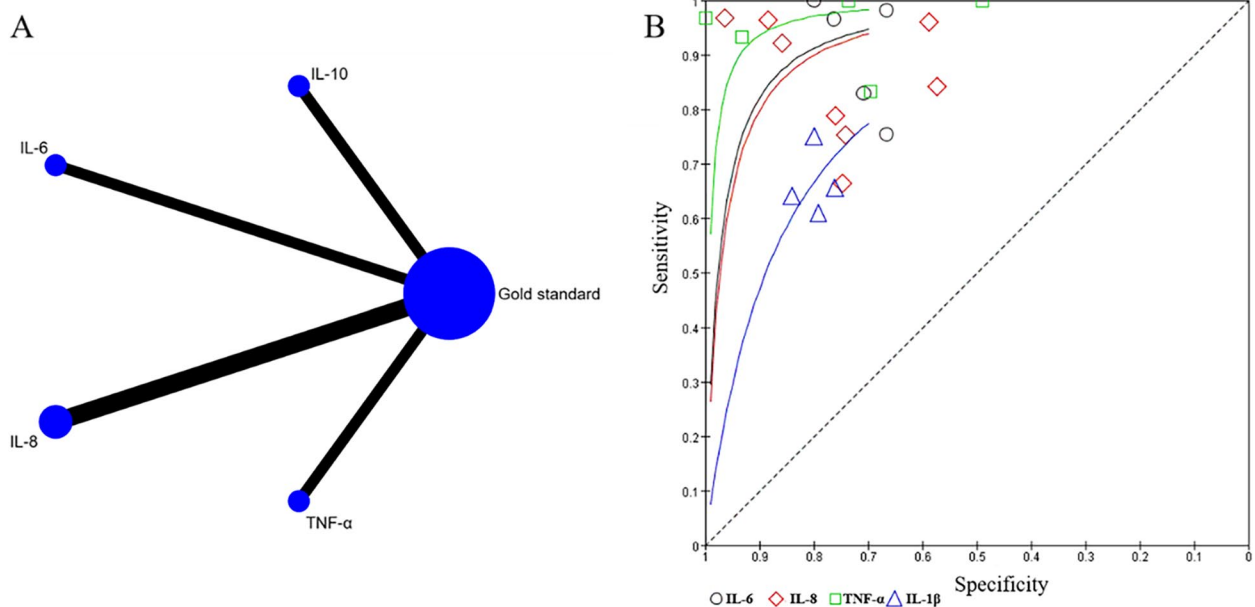 A
IL-10
IL-6
Gold standard
IL-8
TNF-α
B
1
0.9
0.8
0.7
0.6
0.5
0.4
0.3
0.2
0.1
0
Sensitivity
1 0.9 0.8 0.7 0.6 0.5 0.4 0.3 0.2 0.1 0
Specificity
IL-6 IL-8 TNF-α IL-1β